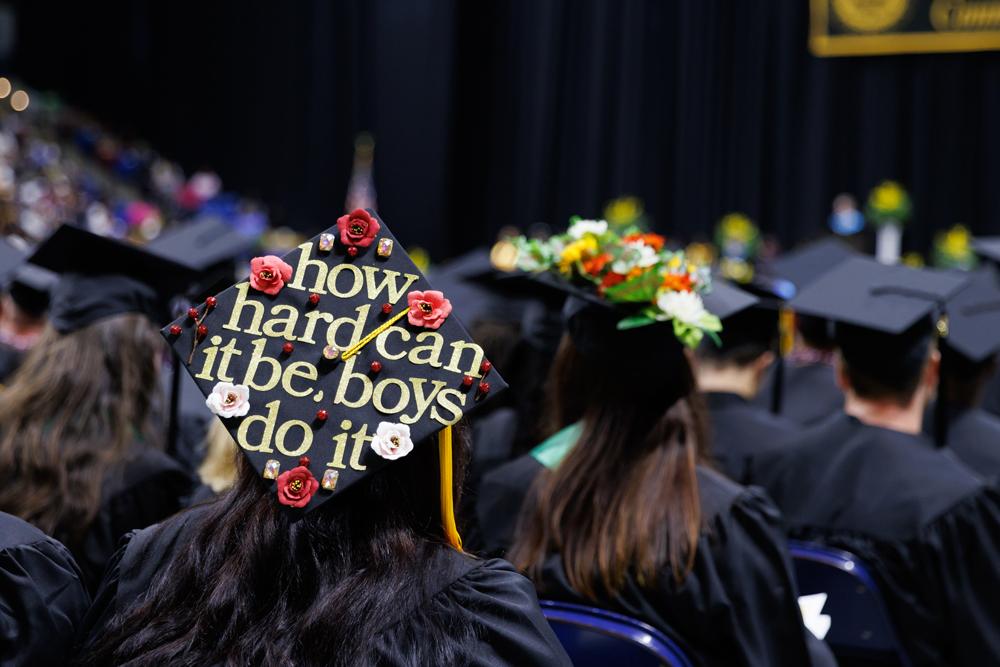 how
hard can
it be, boys
do it